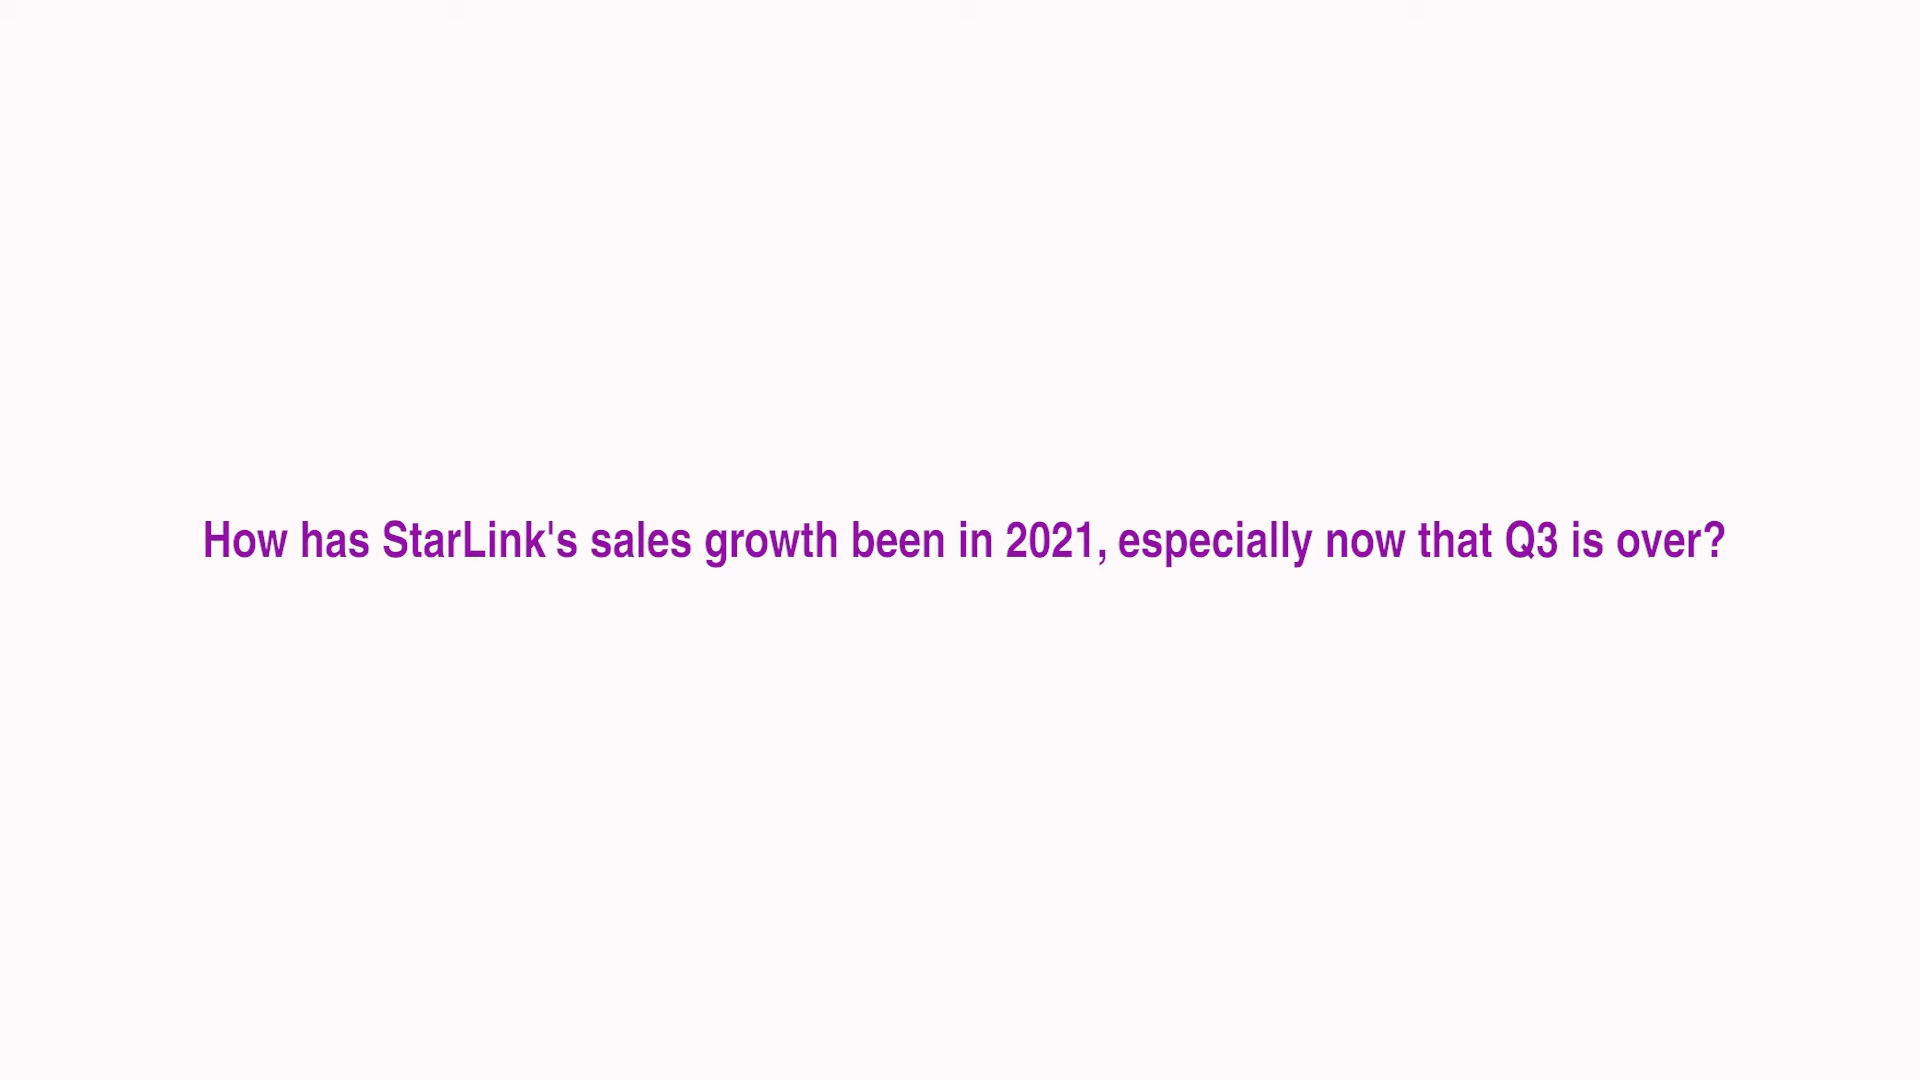 How has StarLink's sales growth been in 2021, especially now that Q3 is over?